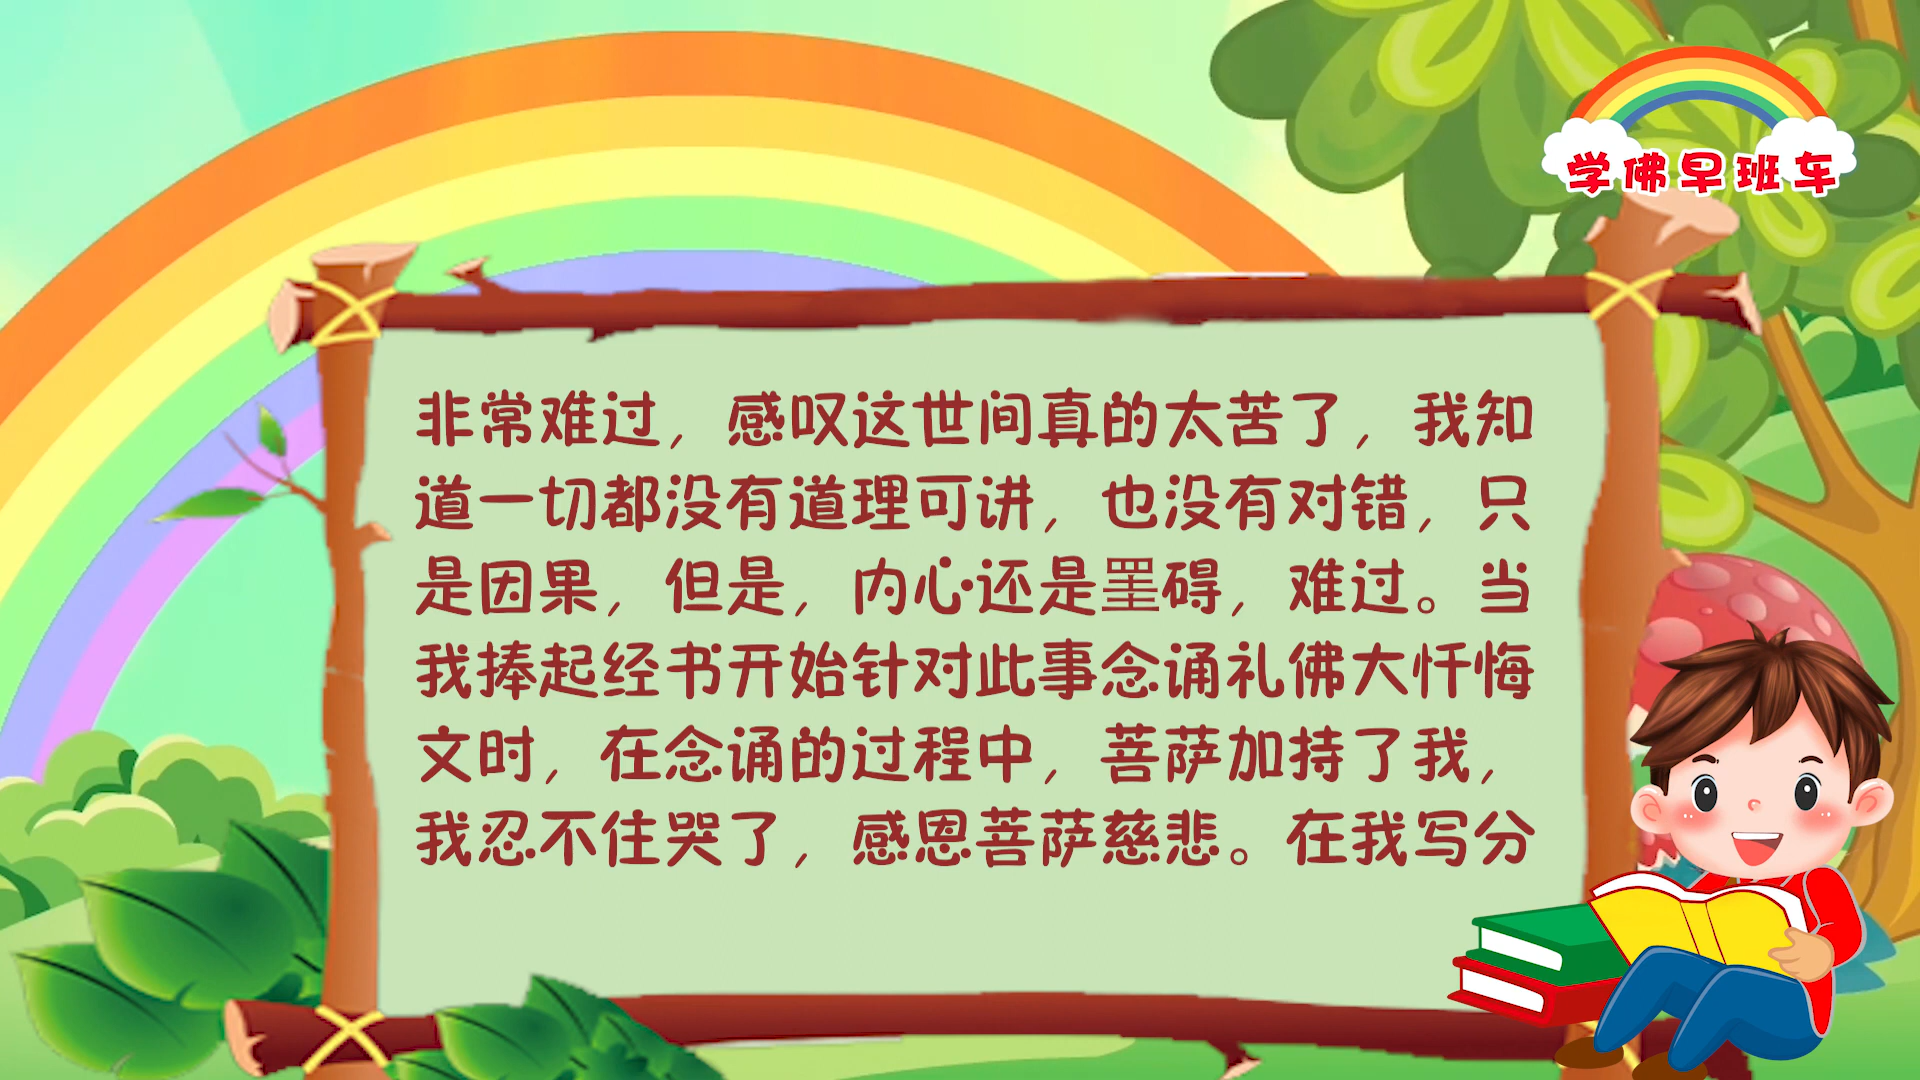 学佛早班车
非常难过，感叹这世间真的太苦了，我知
道一切都没有道理可讲，也没有对错，只
是因果，但是，内心还是罣碍，难过。当
我捧起经书开始针对此事念诵礼佛大忏悔
文时，在念诵的过程中，菩萨加持了我，
我忍不住哭了，感恩菩萨慈悲。在我写分